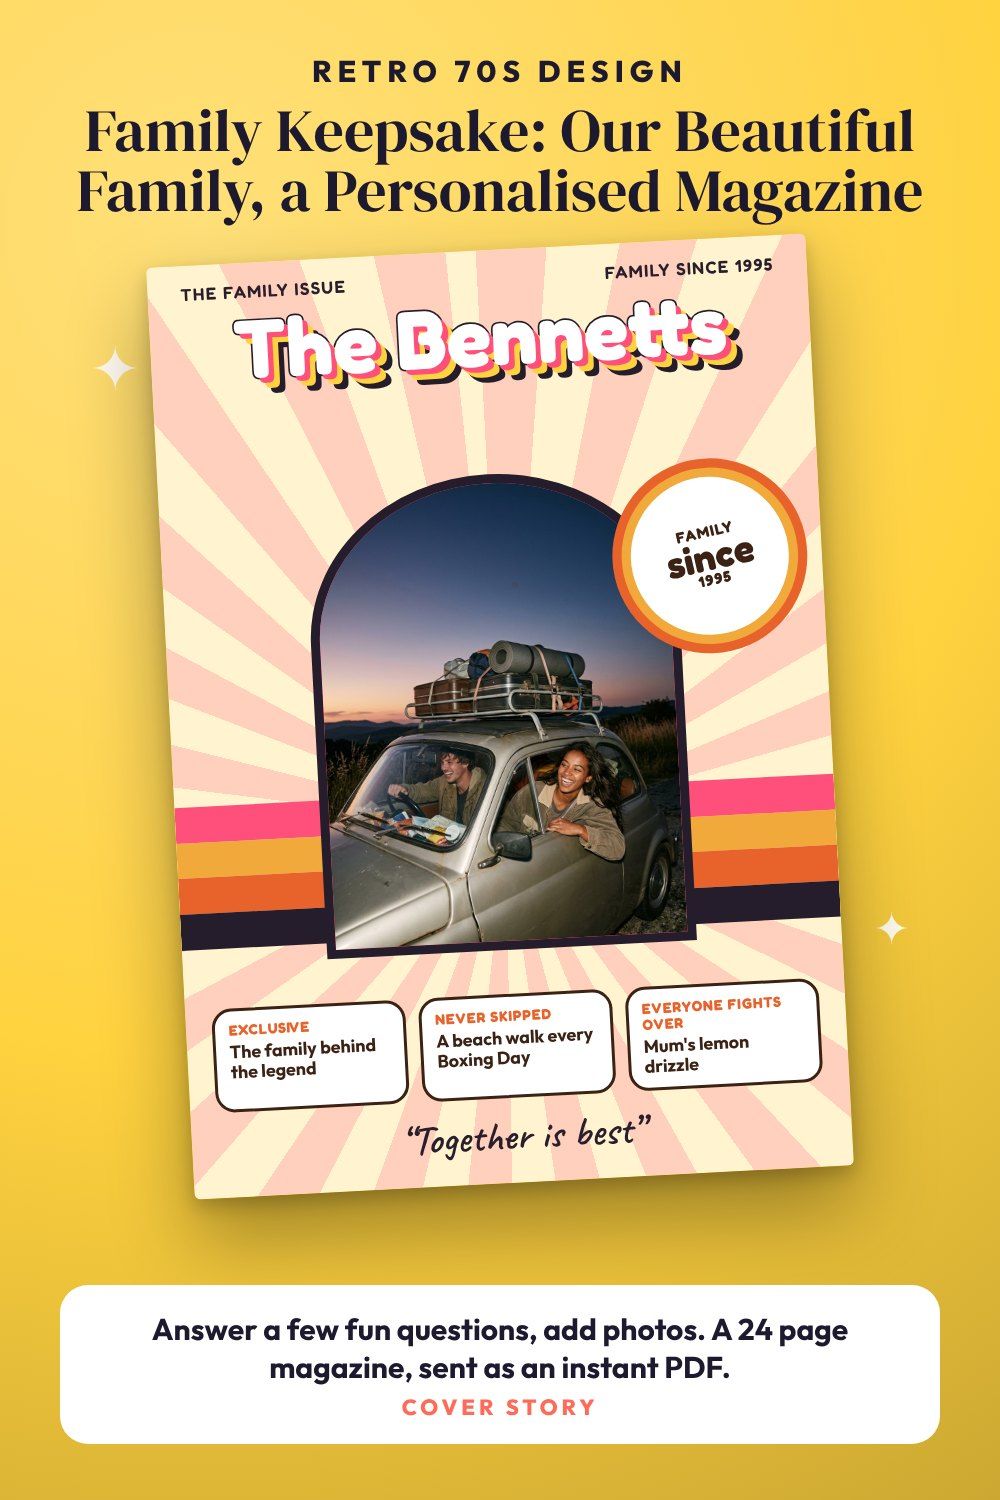 RETRO 70S DESIGN
Family Keepsake: Our Beautiful
Family, a Personalised Magazine
THE FAMILY ISSUE
FAMILY SINCE 1995
The Bennetts
FAMILY
since
1995
EXCLUSIVE
The family behind
the legend
NEVER SKIPPED
A beach walk every
Boxing Day
EVERYONE FIGHTS
OVER
Mum's lemon
drizzle
“Together is best”
Answer a few fun questions, add photos. A 24 page
magazine, sent as an instant PDF.
COVER STORY